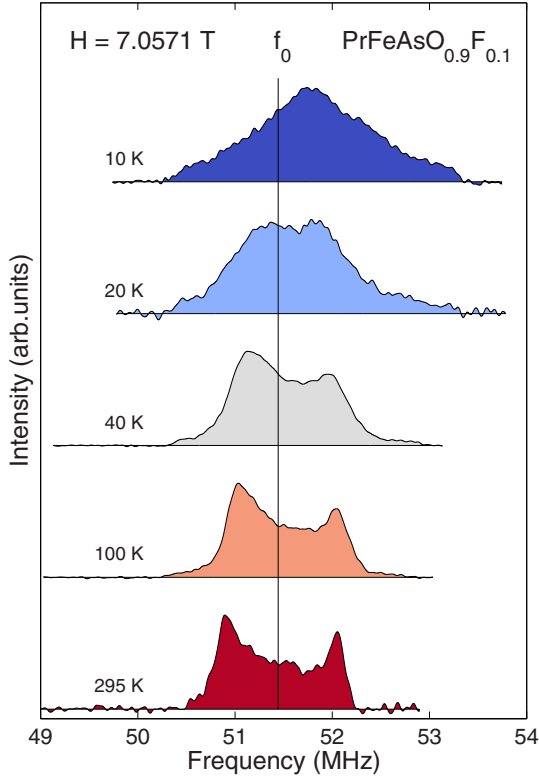 H = 7.0571 T f₀ PrFeAsO₀.₉F₀.₁
10 K
20 K
40 K
100 K
295 K
Intensity (arb.units)
49 50 51 52 53 54
Frequency (MHz)